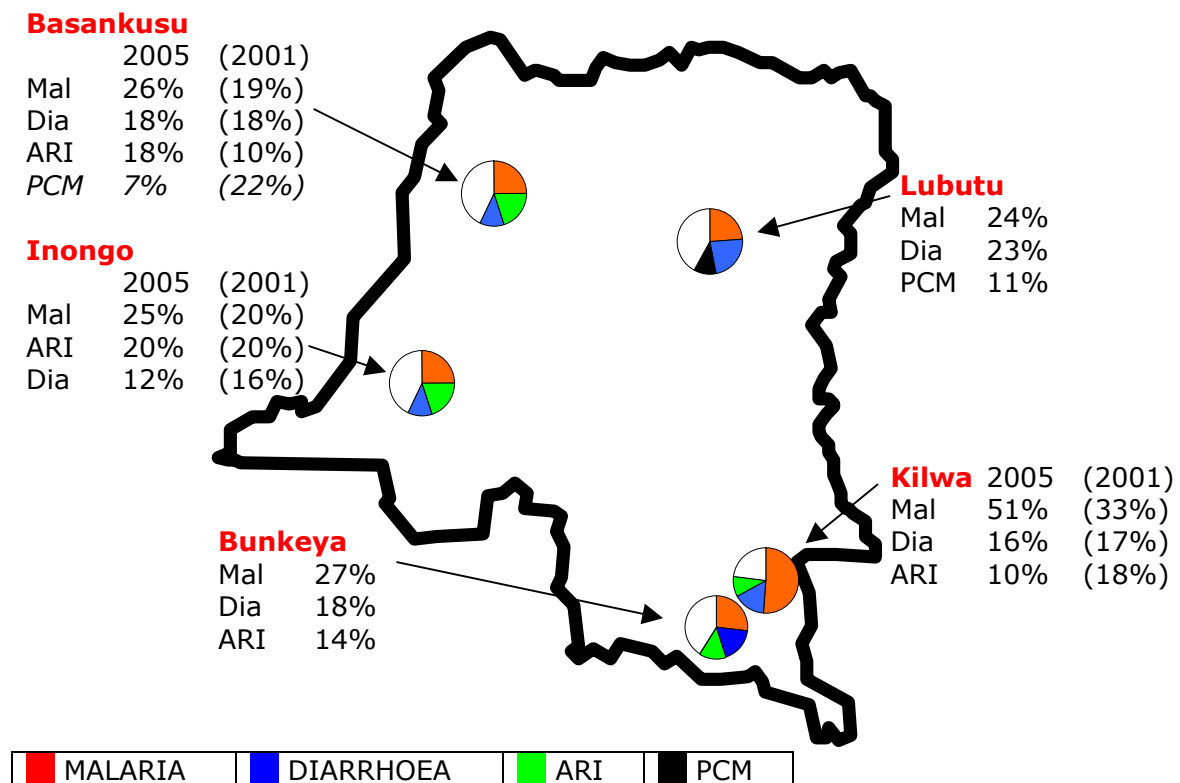 Basankusu
2005 (2001)
Mal 26% (19%)
Dia 18% (18%)
ARI 18% (10%)
PCM 7% (22%)
Inongo
2005 (2001)
Mal 25% (20%)
ARI 20% (20%)
Dia 12% (16%)
Lubutu
Mal 24%
Dia 23%
PCM 11%
Kilwa 2005 (2001)
Mal 51% (33%)
Dia 16% (17%)
ARI 10% (18%)
Bunkeya
Mal 27%
Dia 18%
ARI 14%
MALARIA DIARRHOEA ARI PCM